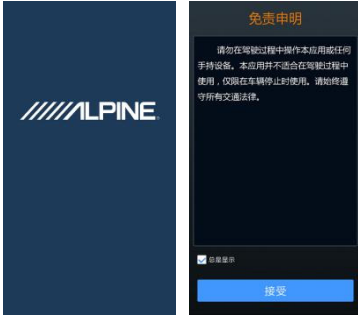 ALPINE
免责申明
请勿在驾驶过程中操作本应用或任何
手持设备。本应用并不适合在驾驶过程中
使用，仅限在车辆停止时使用。请始终遵
守所有交通法律。
总是显示
接受